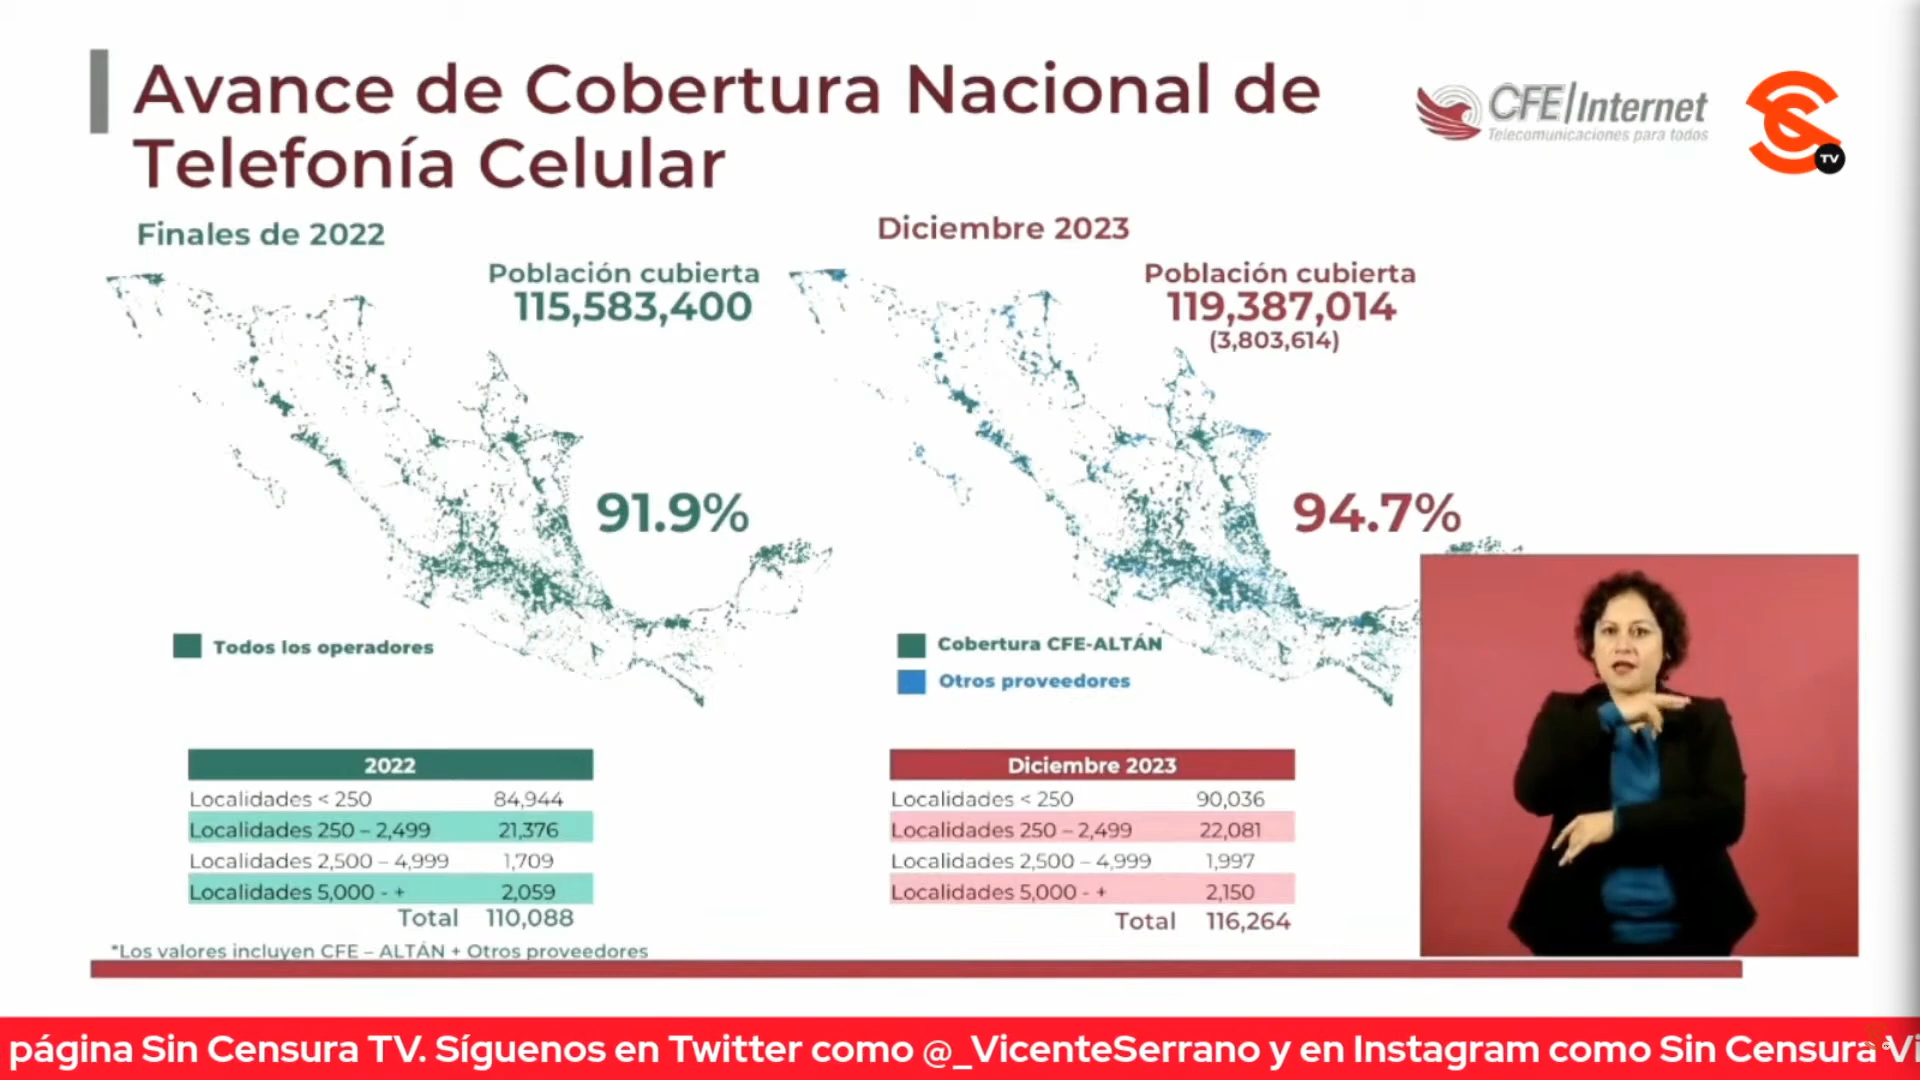 Avance de Cobertura Nacional de
Telefonía Celular
CFE Internet
Telecomunicaciones para todos
TV
Finales de 2022
Población cubierta
115,583,400
91.9%
Todos los operadores
Diciembre 2023
Población cubierta
119,387,014
(3,803,614)
94.7%
Cobertura CFE-ALTÁN
Otros proveedores
2022
Localidades < 250 84,944
Localidades 250 – 2,499 21,376
Localidades 2,500 – 4,999 1,709
Localidades 5,000 - + 2,059
Total 110,088
Diciembre 2023
Localidades < 250 90,036
Localidades 250 – 2,499 22,081
Localidades 2,500 – 4,999 1,997
Localidades 5,000 - + 2,150
Total 116,264
*Los valores incluyen CFE – ALTÁN + Otros proveedores
página Sin Censura TV. Síguenos en Twitter como @_VicenteSerrano y en Instagram como Sin Censura Vi